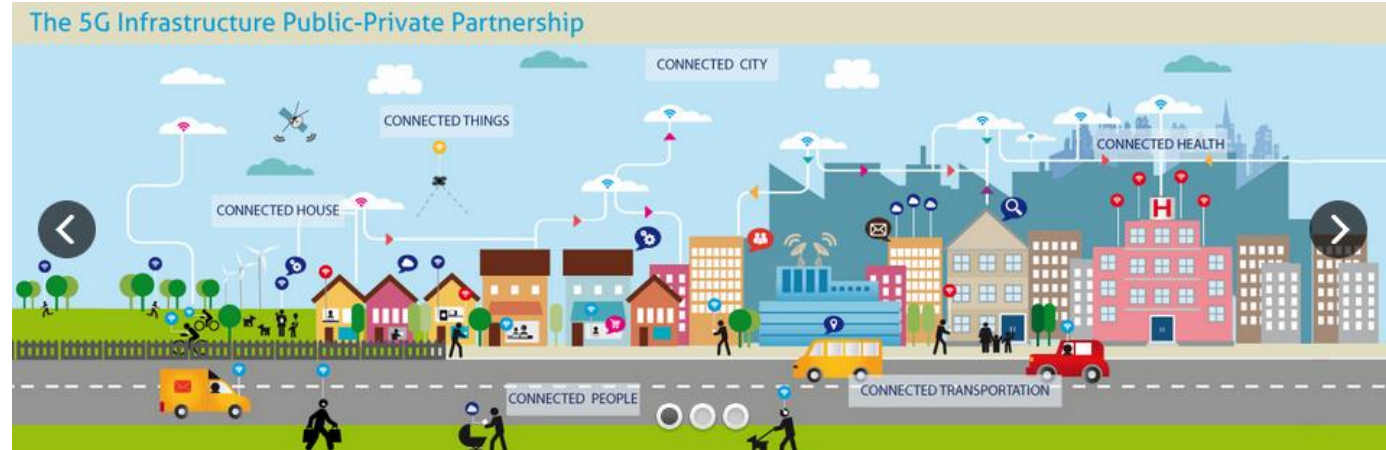 The 5G Infrastructure Public-Private Partnership
CONNECTED CITY
CONNECTED THINGS
CONNECTED HEALTH
CONNECTED HOUSE
H
CONNECTED TRANSPORTATION
CONNECTED PEOPLE